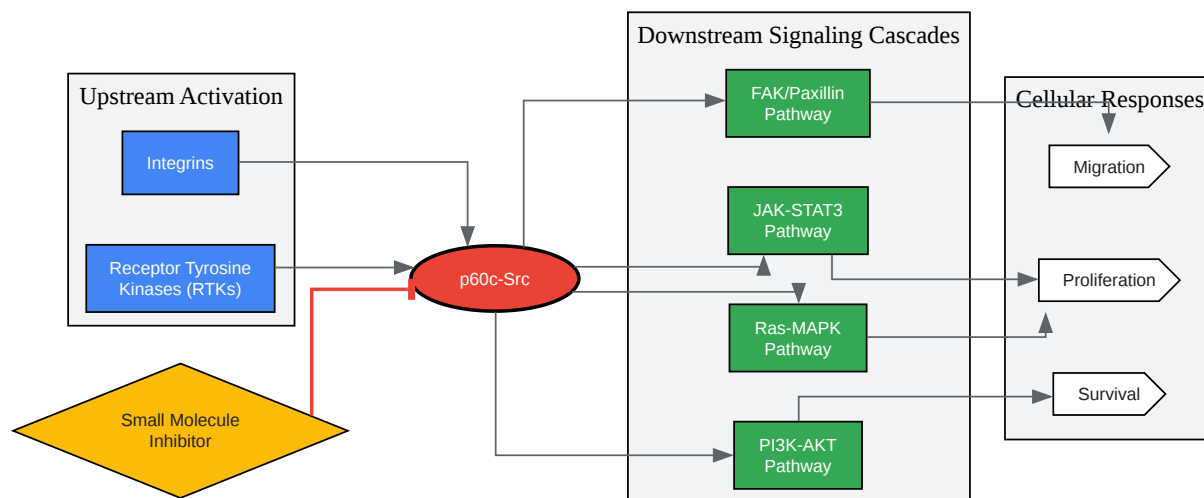 Upstream Activation
Integrins
Receptor Tyrosine
Kinases (RTKs)
Small Molecule
Inhibitor
p60c-Src
Downstream Signaling Cascades
FAK/Paxillin
Pathway
JAK-STAT3
Pathway
Ras-MAPK
Pathway
PI3K-AKT
Pathway
Cellular Responses
Migration
Proliferation
Survival